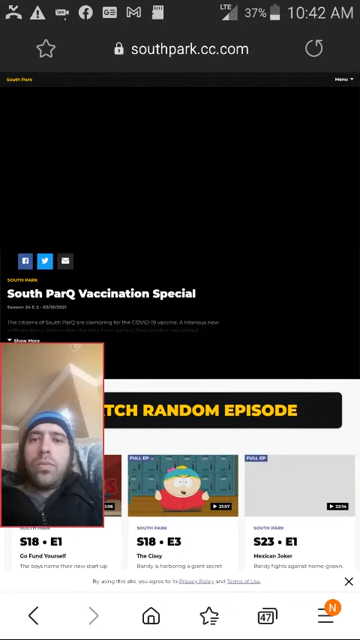 LTE 37% 10:42 AM
southpark.cc.com
South Park Menu
SOUTH PARK
South ParQ Vaccination Special
Season 24 E 2 • 03/10/2021
The citizens of South ParQ are clamoring for the COVID-19 vaccine. A hilarious new
Show More
TCH RANDOM EPISODE
FULL EP
FULL EP
21:57
22:14
SOUTH PARK
S18 • E1
Go Fund Yourself
The boys name their new start-up
SOUTH PARK
S18 • E3
The Cissy
Randy is harboring a giant secret
SOUTH PARK
S23 • E1
Mexican Joker
Randy fights against home-grown.
By using this site, you agree to its Privacy Policy and Terms of Use.
47
N